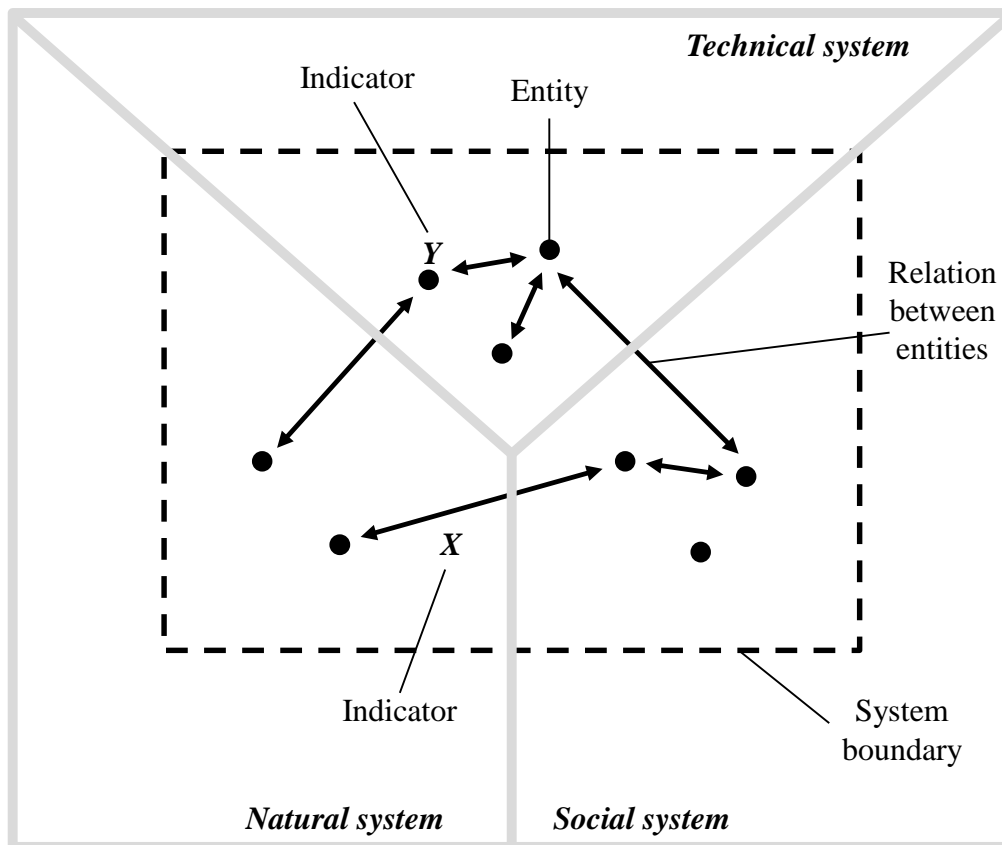 Technical system
Indicator
Entity
Y
Relation
between
entities
X
Indicator
System
boundary
Natural system
Social system